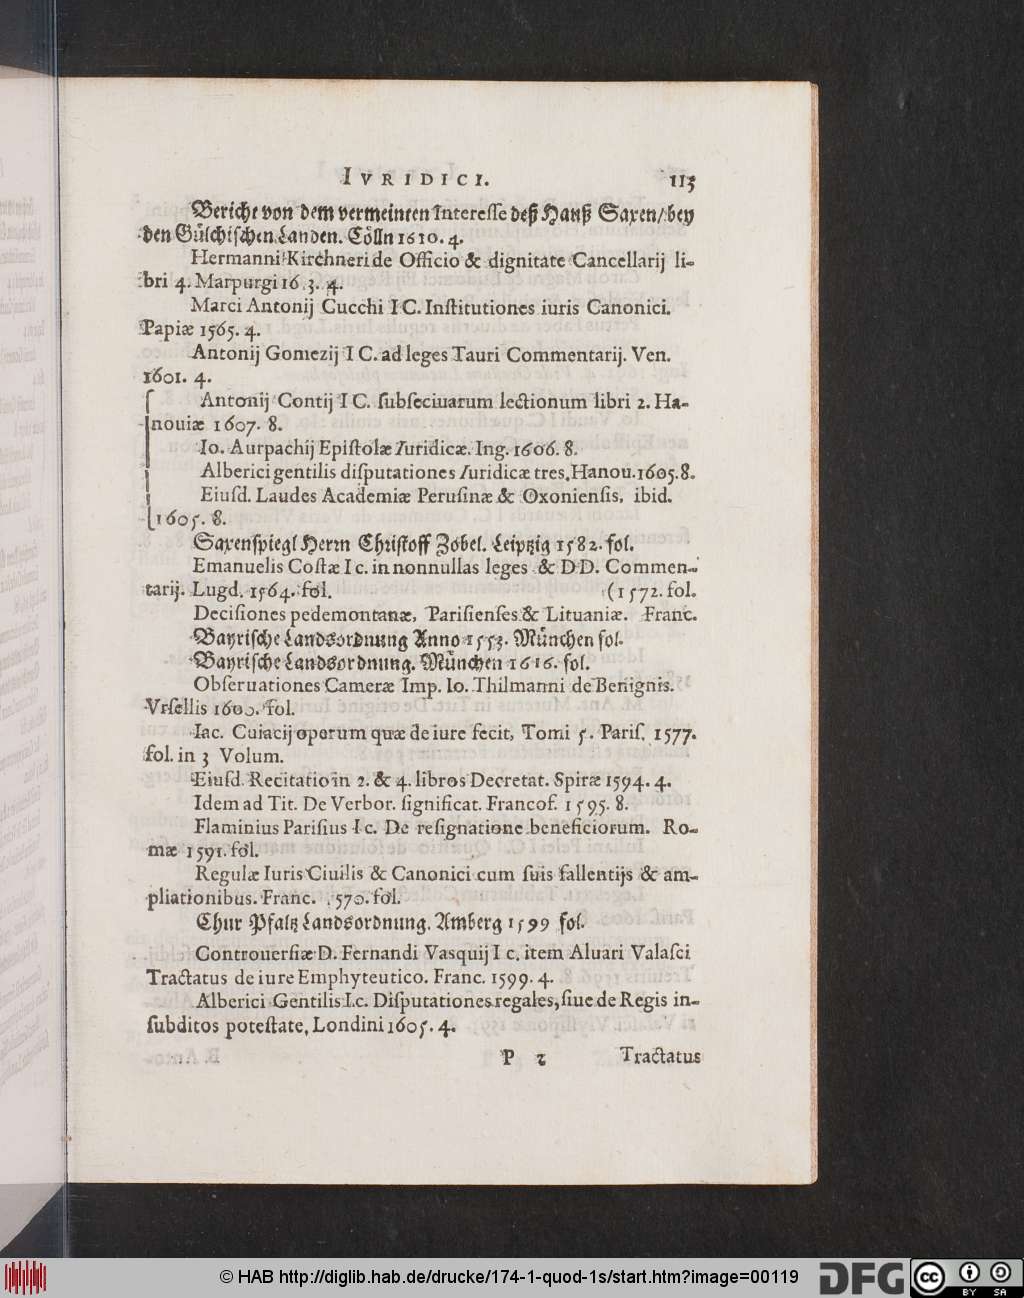 IVRIDICI. 113
Bericht von dem vermeinten Interesse deß Hauß Saxen / bey
den Gülchischen Landen. Cölln 1610. 4.
Hermanni Kirchneri de Officio & dignitate Cancellarij li-
bri 4. Marpurgi 16 3. 4.
Marci Antonij Cucchi I C. Institutiones iuris Canonici.
Papiæ 1565. 4.
Antonij Gomezij I C. ad leges Tauri Commentarij. Ven.
1601. 4.
Antonij Contij I C. subseciuarum lectionum libri 2. Ha-
nouiæ 1607. 8.
Io. Aurpachij Epistolæ Iuridicæ. Ing. 1606. 8.
Alberici gentilis disputationes Iuridicæ tres. Hanou. 1605. 8.
Eiusd. Laudes Academiæ Perusinæ & Oxoniensis, ibid.
1605. 8.
Saxenspiegl Herrn Christoff Zobel. Leiptzig 1582. fol.
Emanuelis Costæ I c. in nonnullas leges & DD. Commen-
tarij. Lugd. 1564. fol. (1572. fol.
Decisiones pedemontanæ, Parisienses & Lituaniæ. Franc.
Bayrische Landsordnung Anno 1553. München fol.
Bayrische Landsordnung. München 1616. fol.
Obseruationes Cameræ Imp. Io. Thilmanni de Benignis.
Vrsellis 1600. fol.
Iac. Cuiacij operum quæ de iure fecit, Tomi 5. Paris. 1577.
fol. in 3 Volum.
Eiusd. Recitatio in 2. & 4. libros Decretat. Spiræ 1594. 4.
Idem ad Tit. De Verbor. significat. Francof. 1595. 8.
Flaminius Parisius I c. De resignatione beneficiorum. Ro-
mæ 1591. fol.
Regulæ Iuris Ciuilis & Canonici cum suis fallentijs & am-
pliationibus. Franc. 570. fol.
Chur Pfaltz Landsordnung. Amberg 1599 fol.
Controuersiæ D. Fernandi Vasquij I c. item Aluari Valasci
Tractatus de iure Emphyteutico. Franc. 1599. 4.
Alberici Gentilis I.c. Disputationes regales, siue de Regis in-
subditos potestate, Londini 1605. 4.
P 2 Tractatus
© HAB http://diglib.hab.de/drucke/174-1-quod-1s/start.htm?image=00119
DFG
cc BY SA